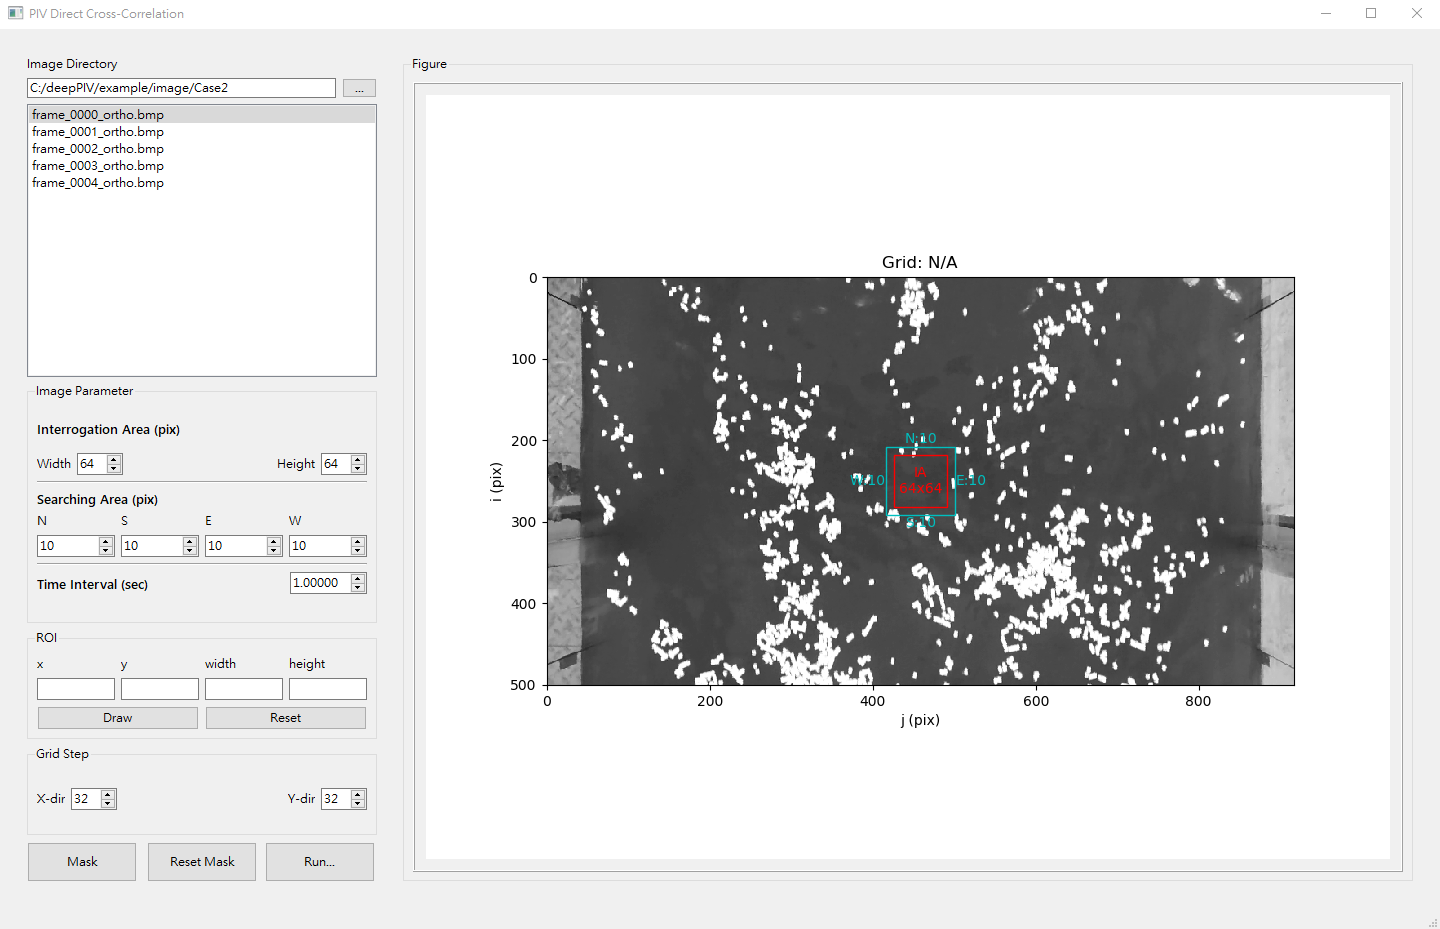 PIV Direct Cross-Correlation
Image Directory
C:/deepPIV/example/image/Case2
...
frame_0000_ortho.bmp
frame_0001_ortho.bmp
frame_0002_ortho.bmp
frame_0003_ortho.bmp
frame_0004_ortho.bmp
Image Parameter
Interrogation Area (pix)
Width 64 Height 64
Searching Area (pix)
N S E W
10 10 10 10
Time Interval (sec) 1.00000
ROI
x y width height
Draw Reset
Grid Step
X-dir 32 Y-dir 32
Mask Reset Mask Run...
Figure
Grid: N/A
0
100
200
300
400
500
i (pix)
N:10
W:10 IA E:10
64x64
S:10
0 200 400 600 800
j (pix)